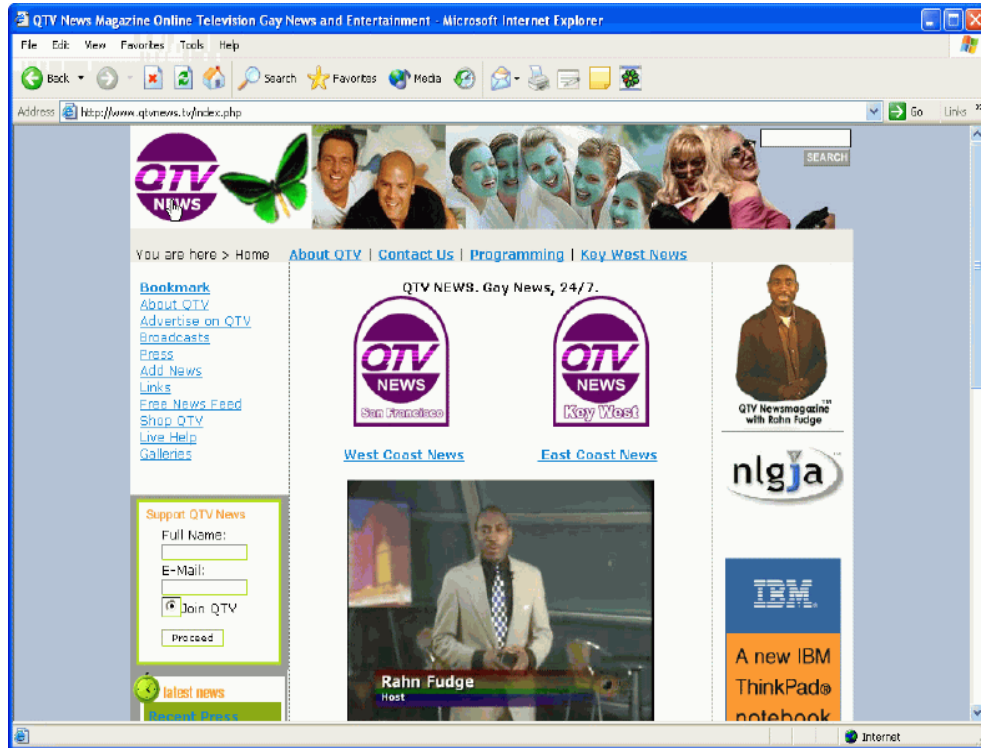 QTV News Magazine Online Television Gay News and Entertainment - Microsoft Internet Explorer
File Edit View Favorites Tools Help
Back Search Favorites Media
Address http://www.qtvnews.tv/index.php Go Links »
QTV
NEWS
SEARCH
You are here > Home About QTV | Contact Us | Programming | Key West News
Bookmark
About QTV
Advertise on QTV
Broadcasts
Press
Add News
Links
Free News Feed
Shop QTV
Live Help
Galleries
Support QTV News
Full Name:
E-Mail:
Join QTV
Proceed
latest news
Recent Press
QTV NEWS. Gay News, 24/7.
QTV
NEWS
San Francisco
QTV
NEWS
Key West
West Coast News East Coast News
Rahn Fudge
Host
QTV Newsmagazine™
with Rahn Fudge
nlgja
IBM.
A new IBM
ThinkPad®
notebook
Internet